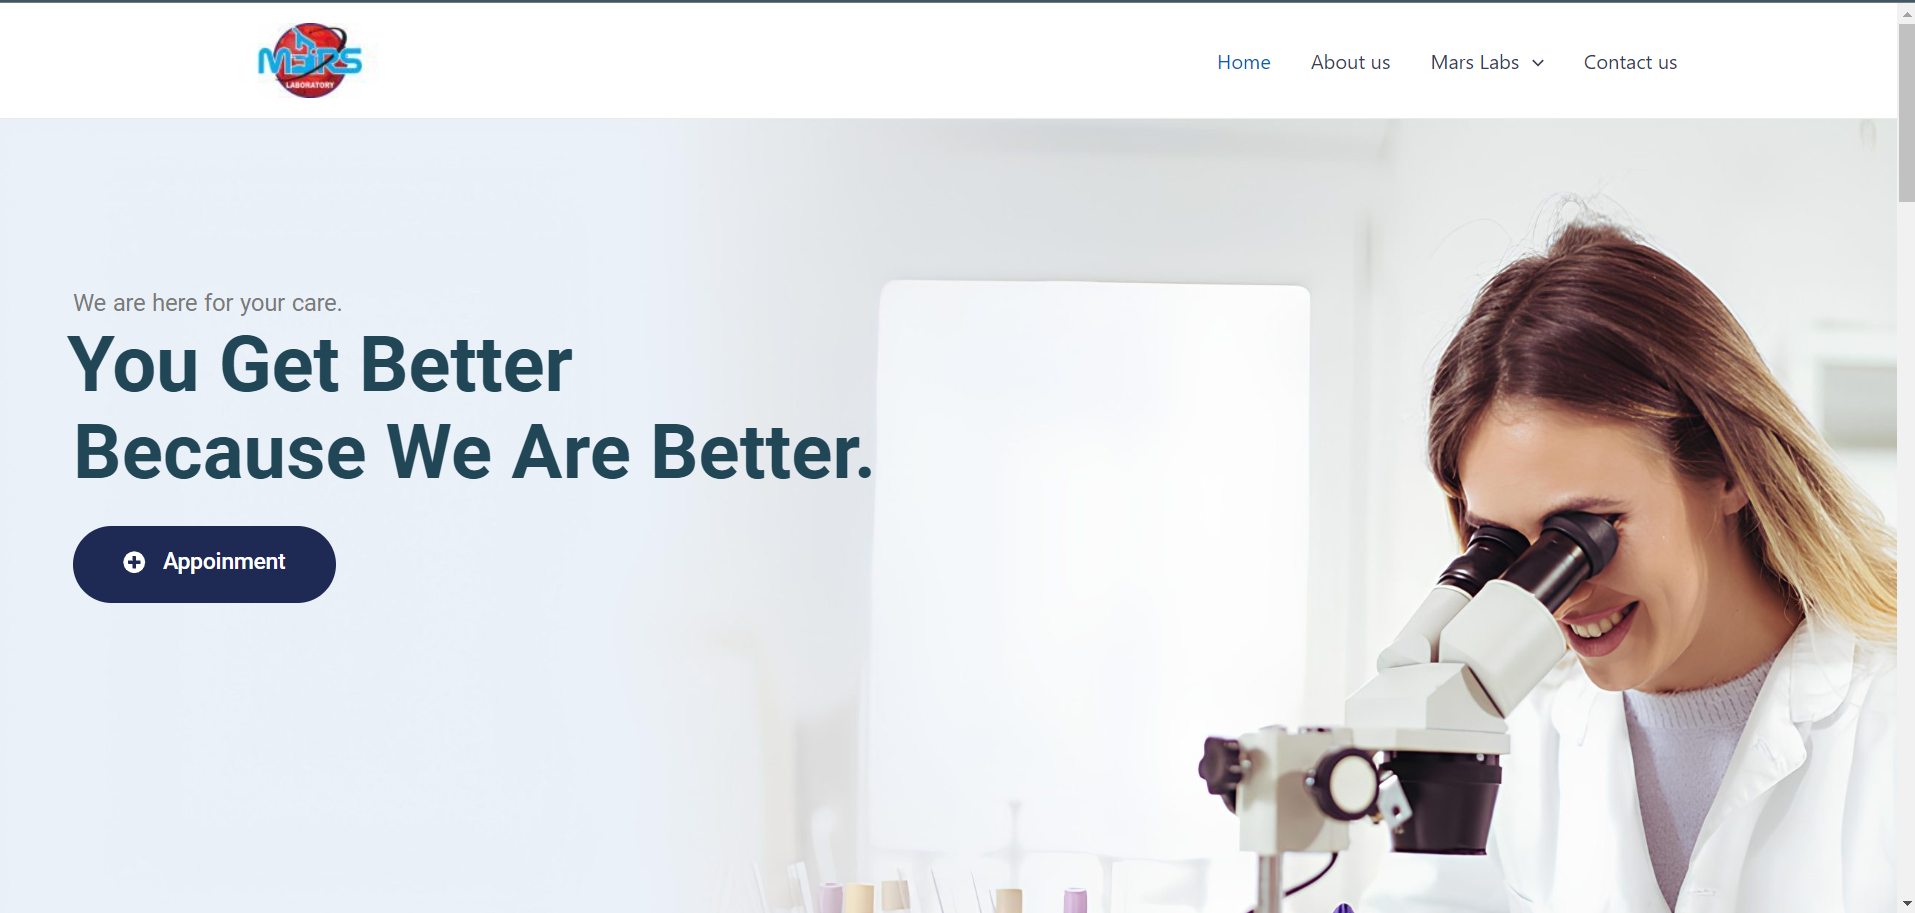 MARS
LABORATORY
Home
About us
Mars Labs
Contact us
We are here for your care.
You Get Better
Because We Are Better.
Appoinment